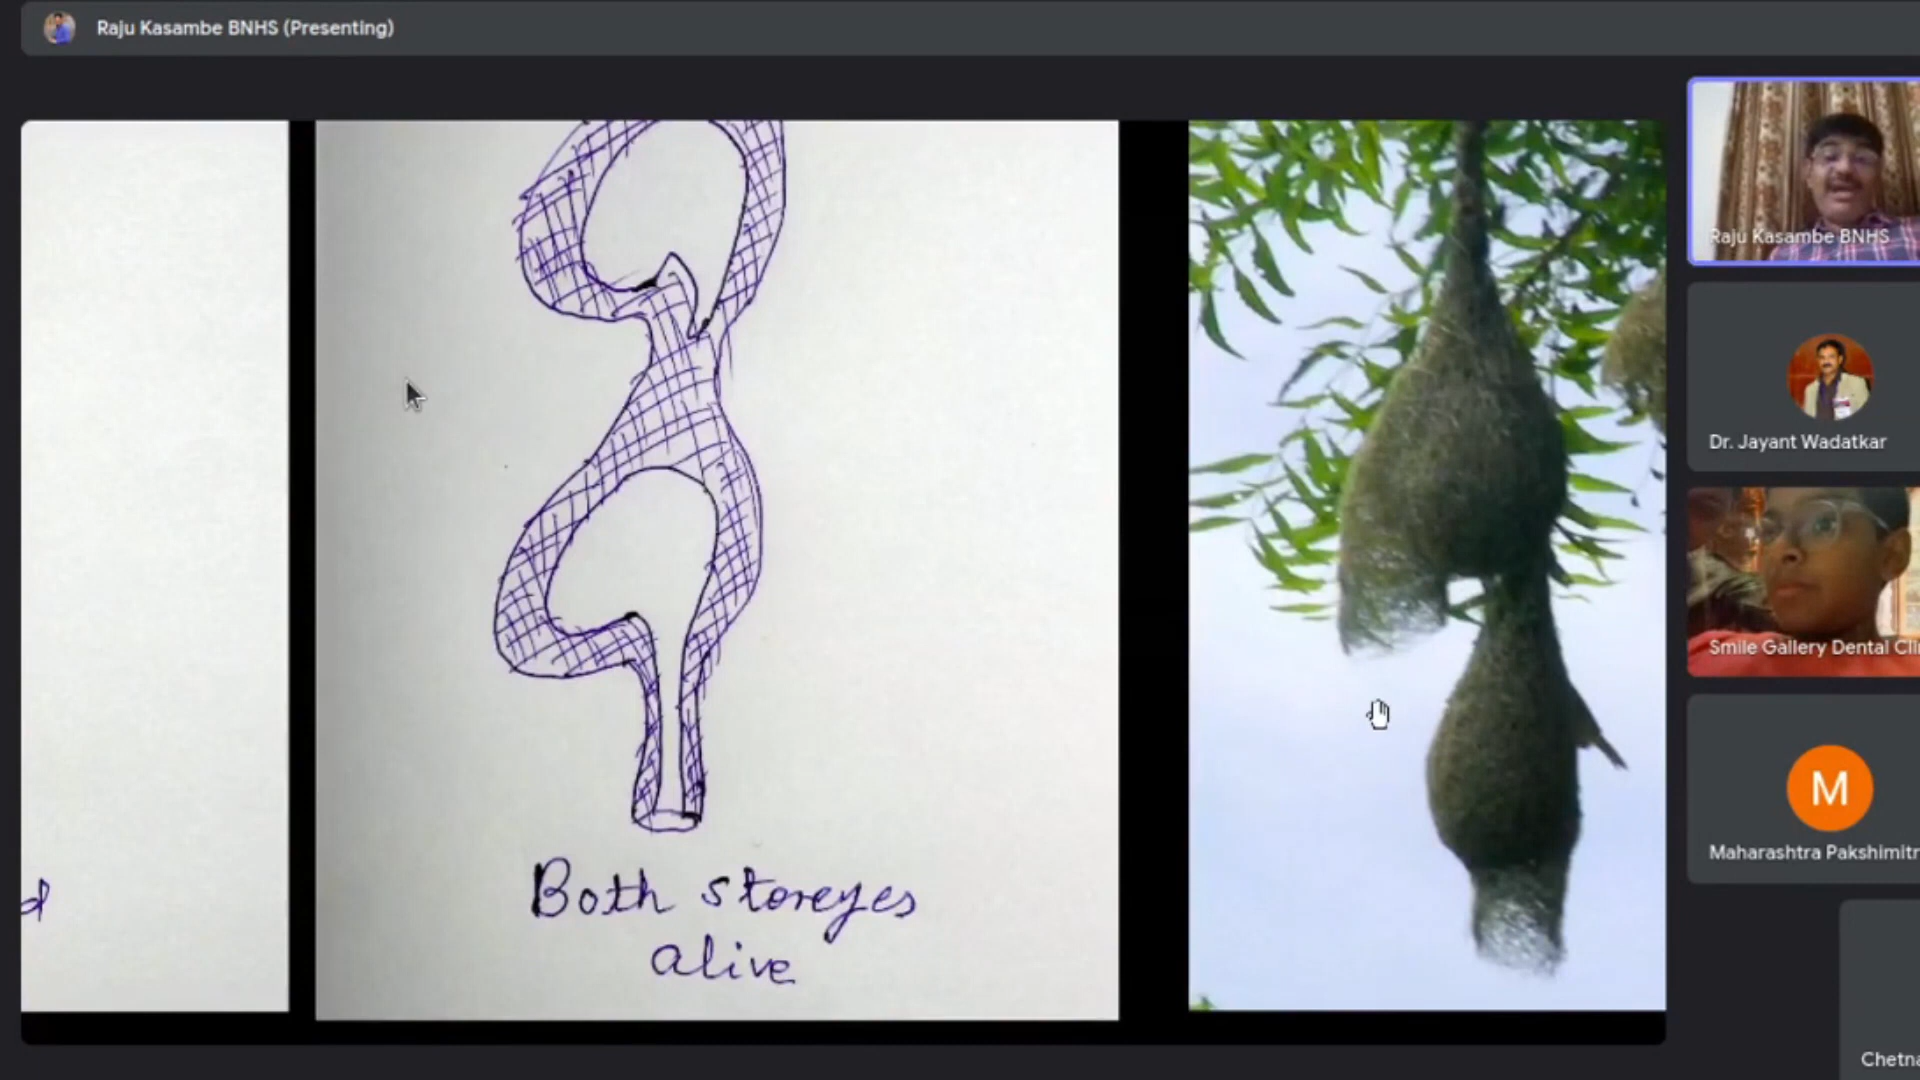 Raju Kasambe BNHS (Presenting)
Raju Kasambe BNHS
Dr. Jayant Wadatkar
Smile Gallery Dental Cli
M
Maharashtra Pakshimitr
Chetna
d
Both storeyes
alive